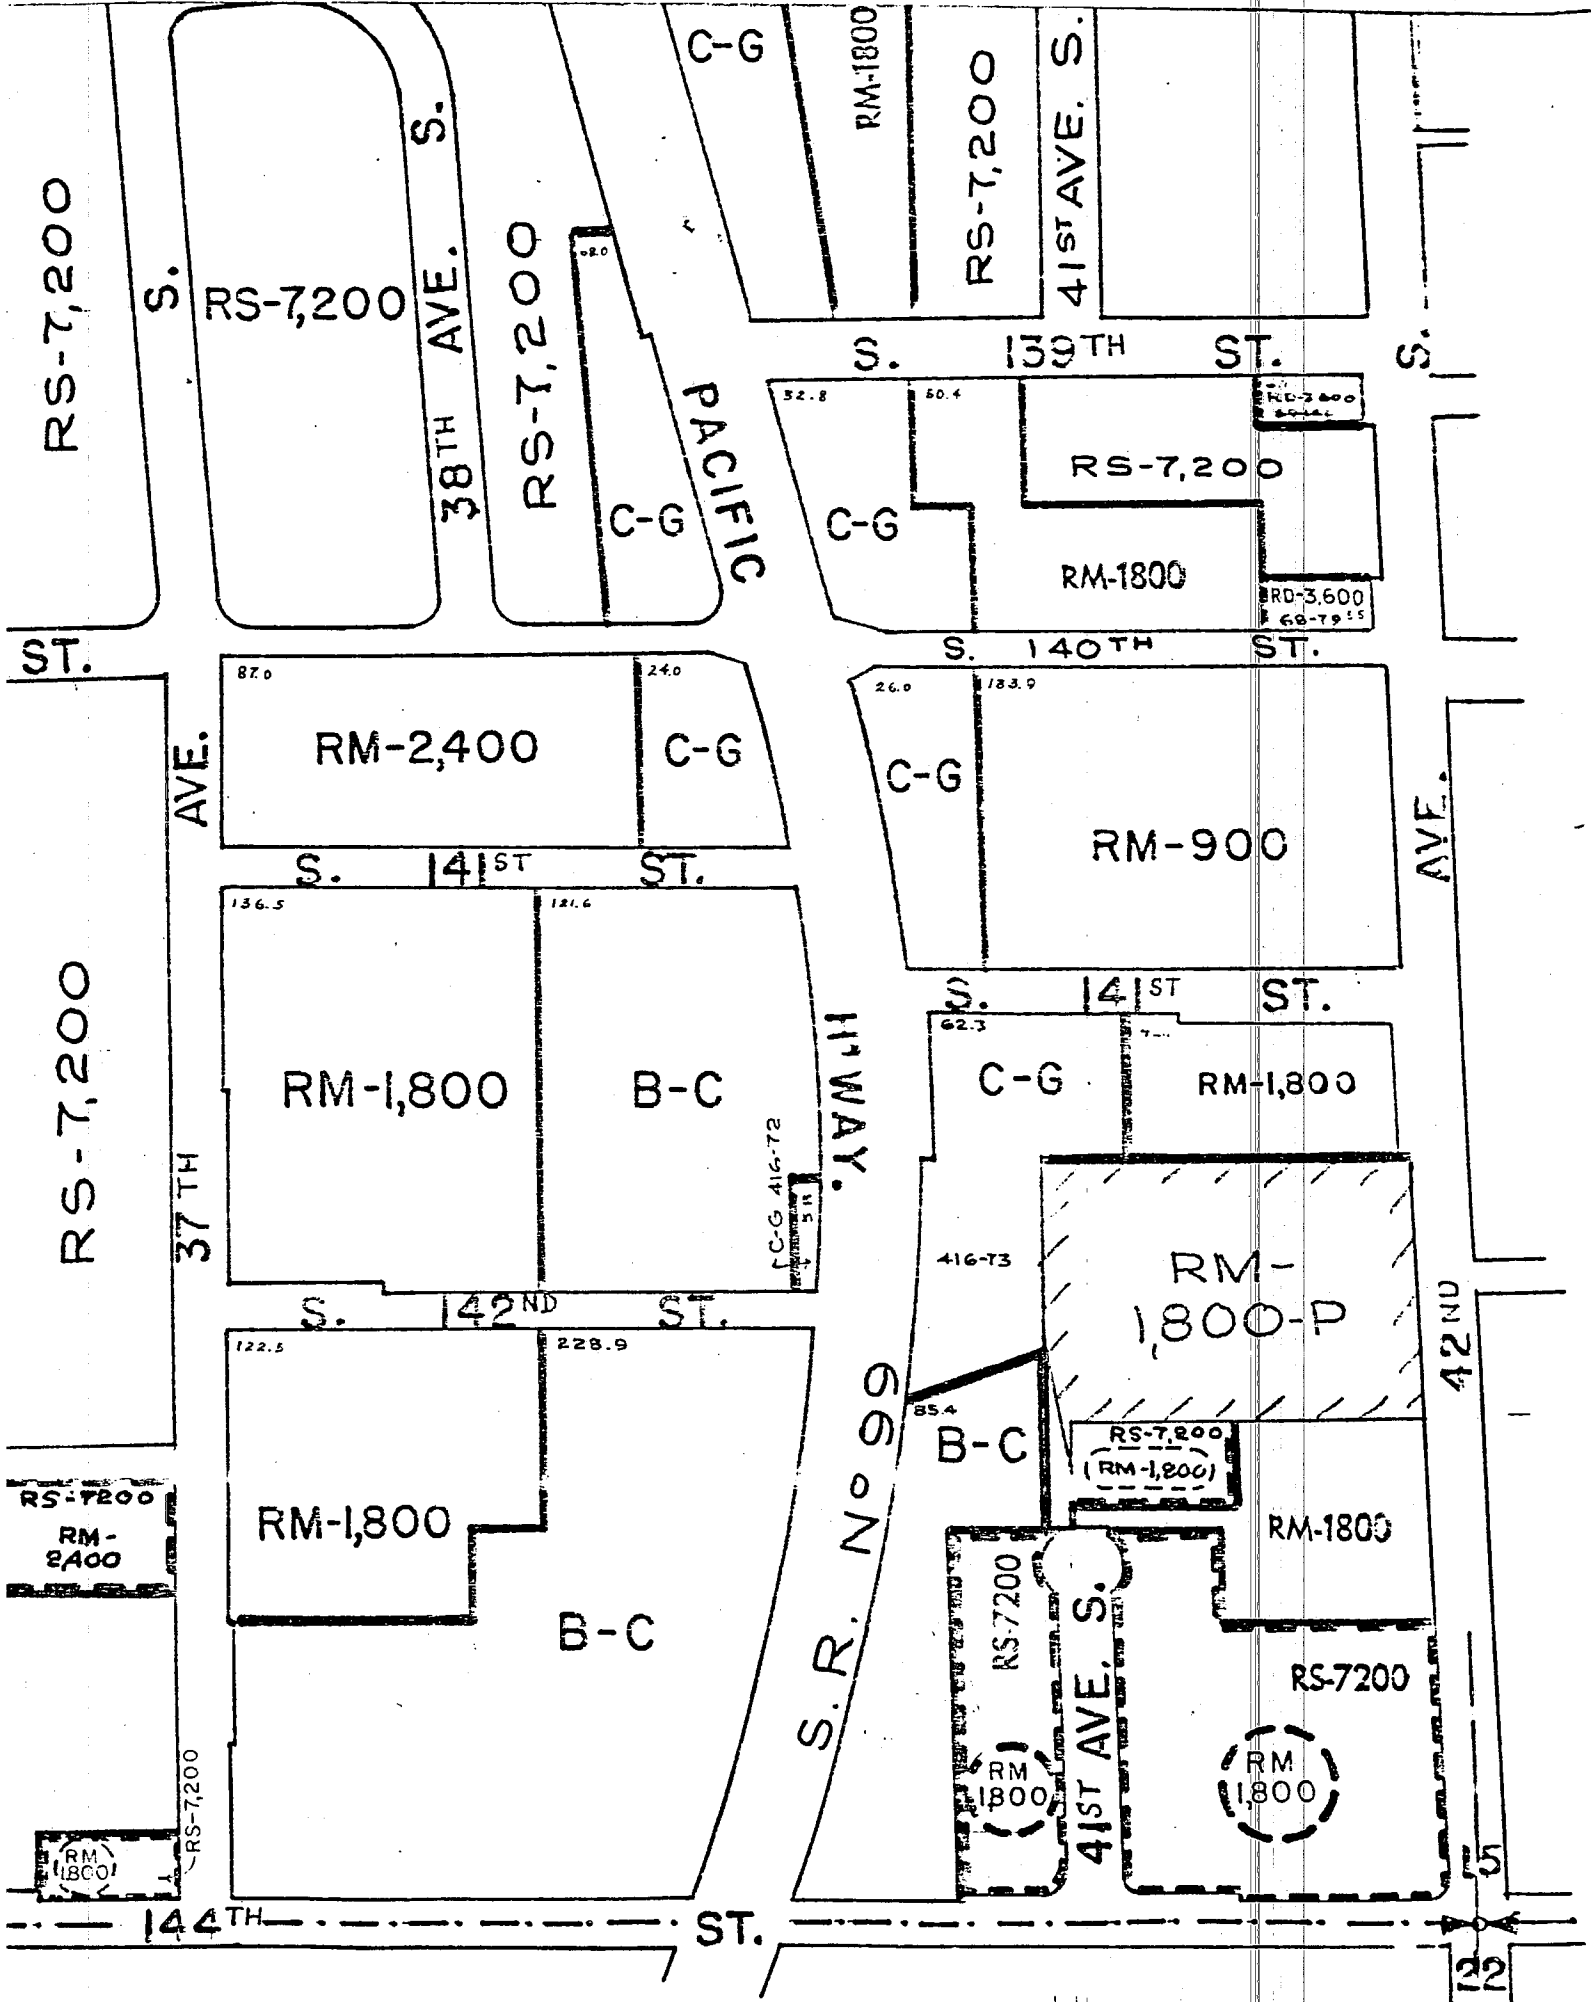 C-G
RM-1800
RS-7,200
41ST AVE. S.
S.
RS-7,200
S.
RS-7,200
38TH AVE.
RS-7,200
S. 139TH ST.
S.
PACIFIC
32.8
50.4
RS-7,200
C-G
C-G
RM-1800
RD-3,600
ST.
S. 140TH ST.
87.0
24.0
26.0
183.9
RM-2,400
C-G
C-G
AVE.
RM-900
AVE.
S. 141ST ST.
136.5
121.6
S. 141ST ST.
62.3
RS-7,200
RM-1,800
B-C
H'WAY.
C-G
RM-1,800
C-G 416-72
37TH
416-73
RM-
1,800-P
S. 142ND ST.
122.5
228.9
42ND
85.4
B-C
RS-7,200
(RM-1,800)
S. R. No 99
RS-7200
RM-
2,400
RM-1,800
RM-1800
RS-7200
B-C
RS-7200
41ST AVE. S.
RM
1800
RM
1,800
RS-7,200
RM
1800
15
144TH ST.
22